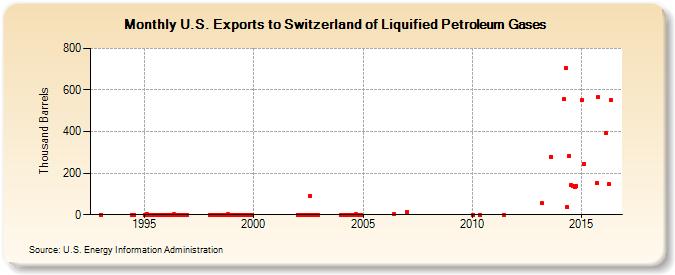 Monthly U.S. Exports to Switzerland of Liquified Petroleum Gases
Thousand Barrels
800
600
400
200
0
1995 2000 2005 2010 2015
Source: U.S. Energy Information Administration